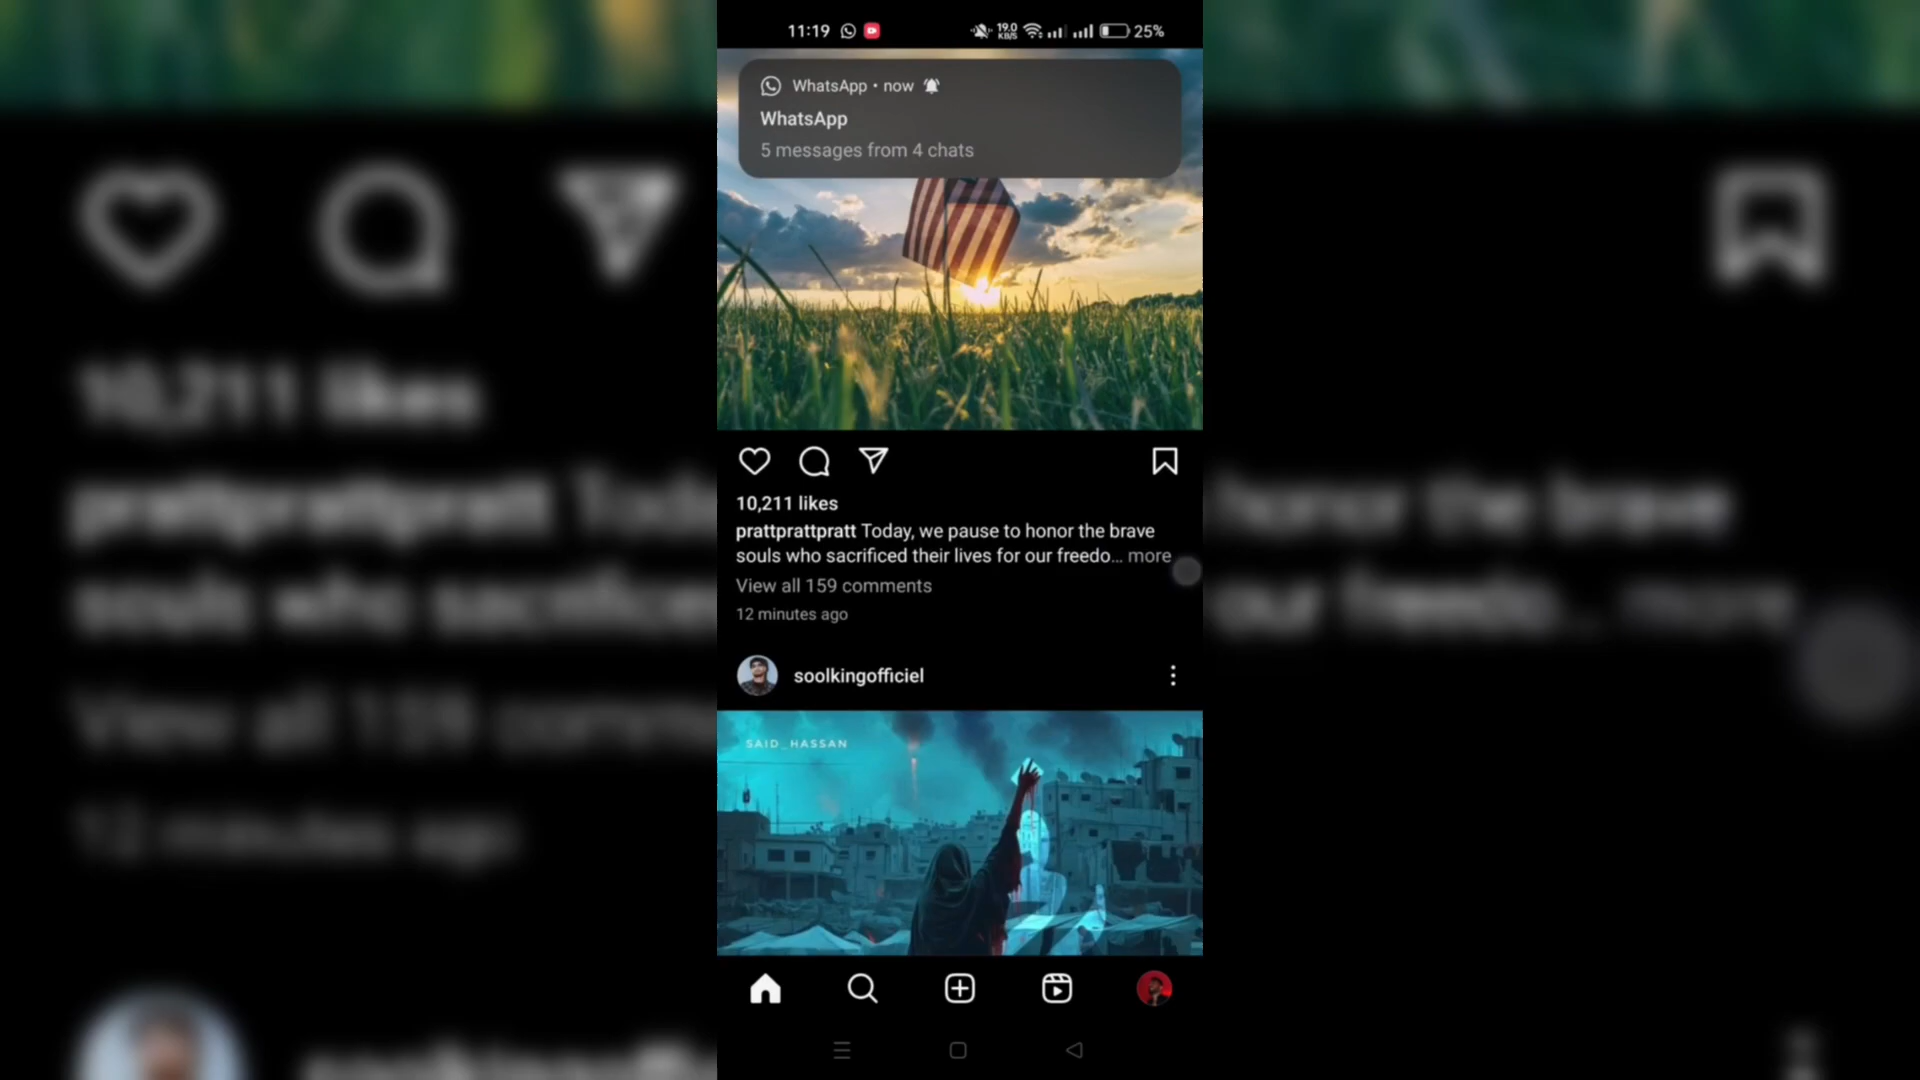 11:19
19.0 KB/S
25%
WhatsApp • now
WhatsApp
5 messages from 4 chats
10,211 likes
prattprattpratt Today, we pause to honor the brave
souls who sacrificed their lives for our freedo... more
View all 159 comments
12 minutes ago
soolkingofficiel
SAID_HASSAN